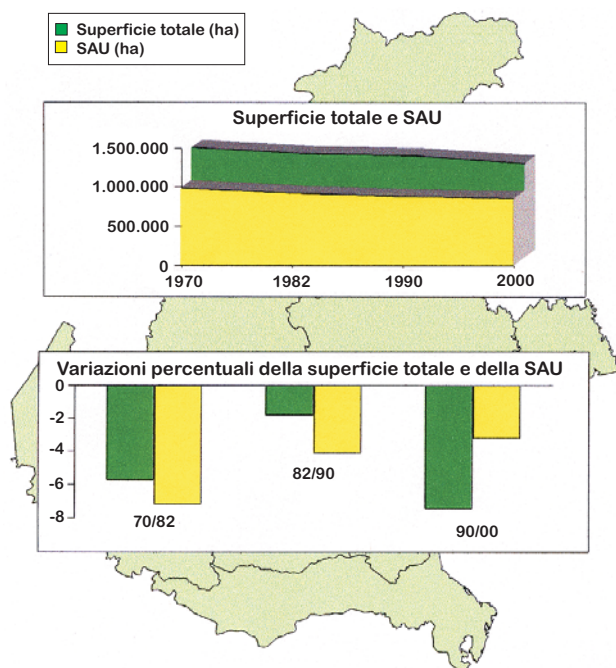 Superficie totale (ha)
SAU (ha)
Superficie totale e SAU
1.500.000
1.000.000
500.000
0
1970 1982 1990 2000
Variazioni percentuali della superficie totale e della SAU
0
-2
-4
-6
-8
70/82
82/90
90/00